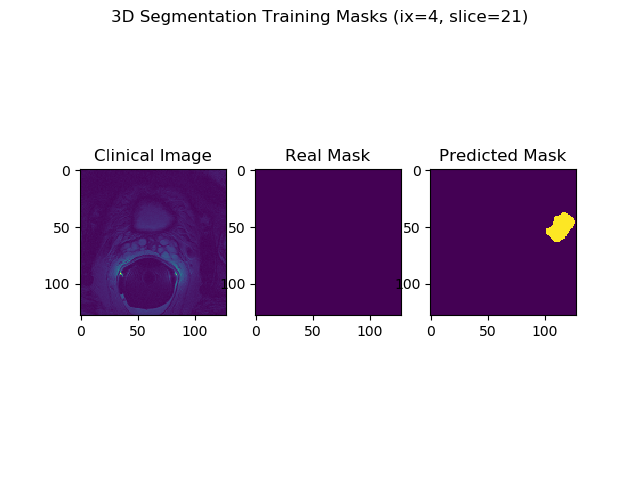 3D Segmentation Training Masks (ix=4, slice=21)
Clinical Image Real Mask Predicted Mask
0 0 0
50 50 50
100 100 100
0 50 100 0 50 100 0 50 100